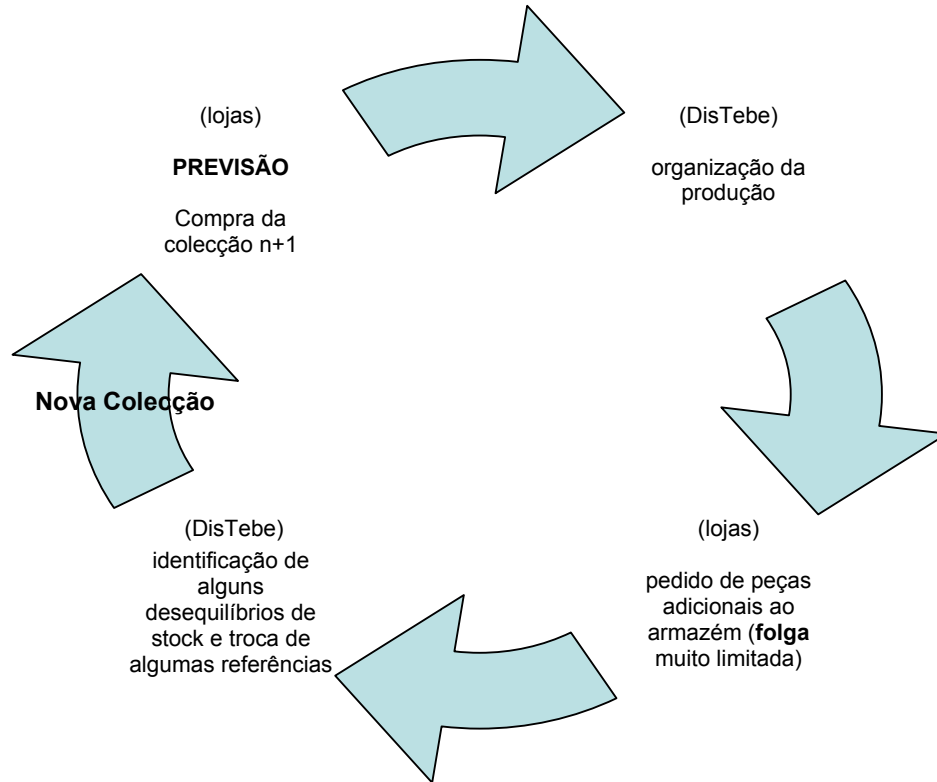 (lojas)
PREVISÃO
Compra da
colecção n+1
(DisTebe)
organização da
produção
(lojas)
pedido de peças
adicionais ao
armazém (folga
muito limitada)
(DisTebe)
identificação de
alguns
desequilíbrios de
stock e troca de
algumas referências
Nova Colecção